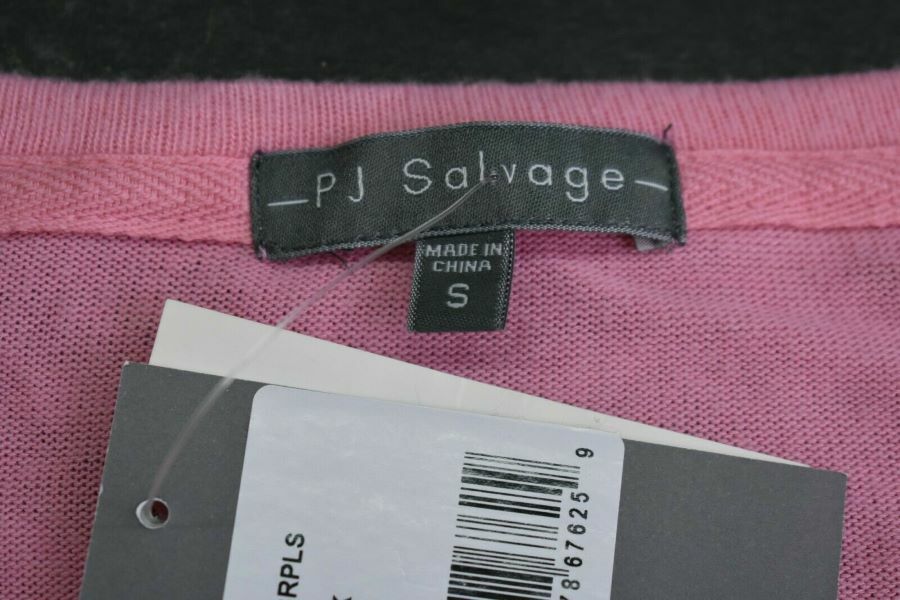 —PJ Salvage—
MADE IN
CHINA
S
RPLS
78 67625 9